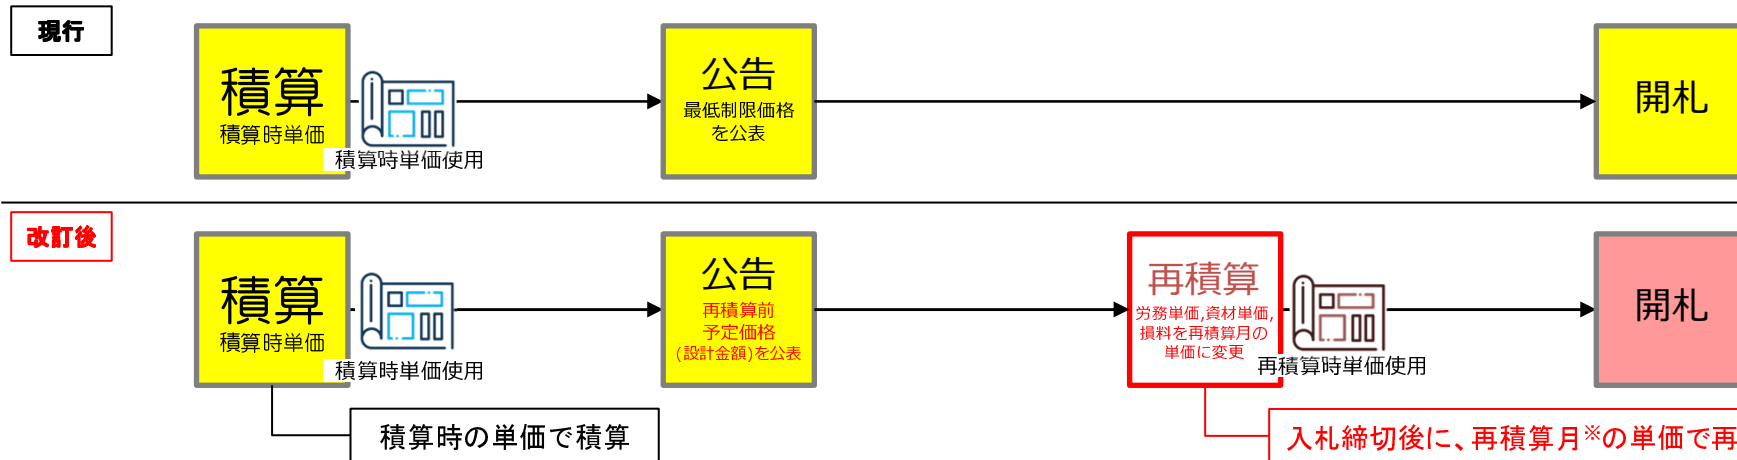 現行
積算
積算時単価
積算時単価使用
公告
最低制限価格
を公表
開札
改訂後
積算
積算時単価
積算時単価使用
公告
再積算前
予定価格
(設計金額)を公表
再積算
労務単価,資材単価,
損料を再積算月の
単価に変更
再積算時単価使用
開札
積算時の単価で積算
入札締切後に、再積算月※の単価で再